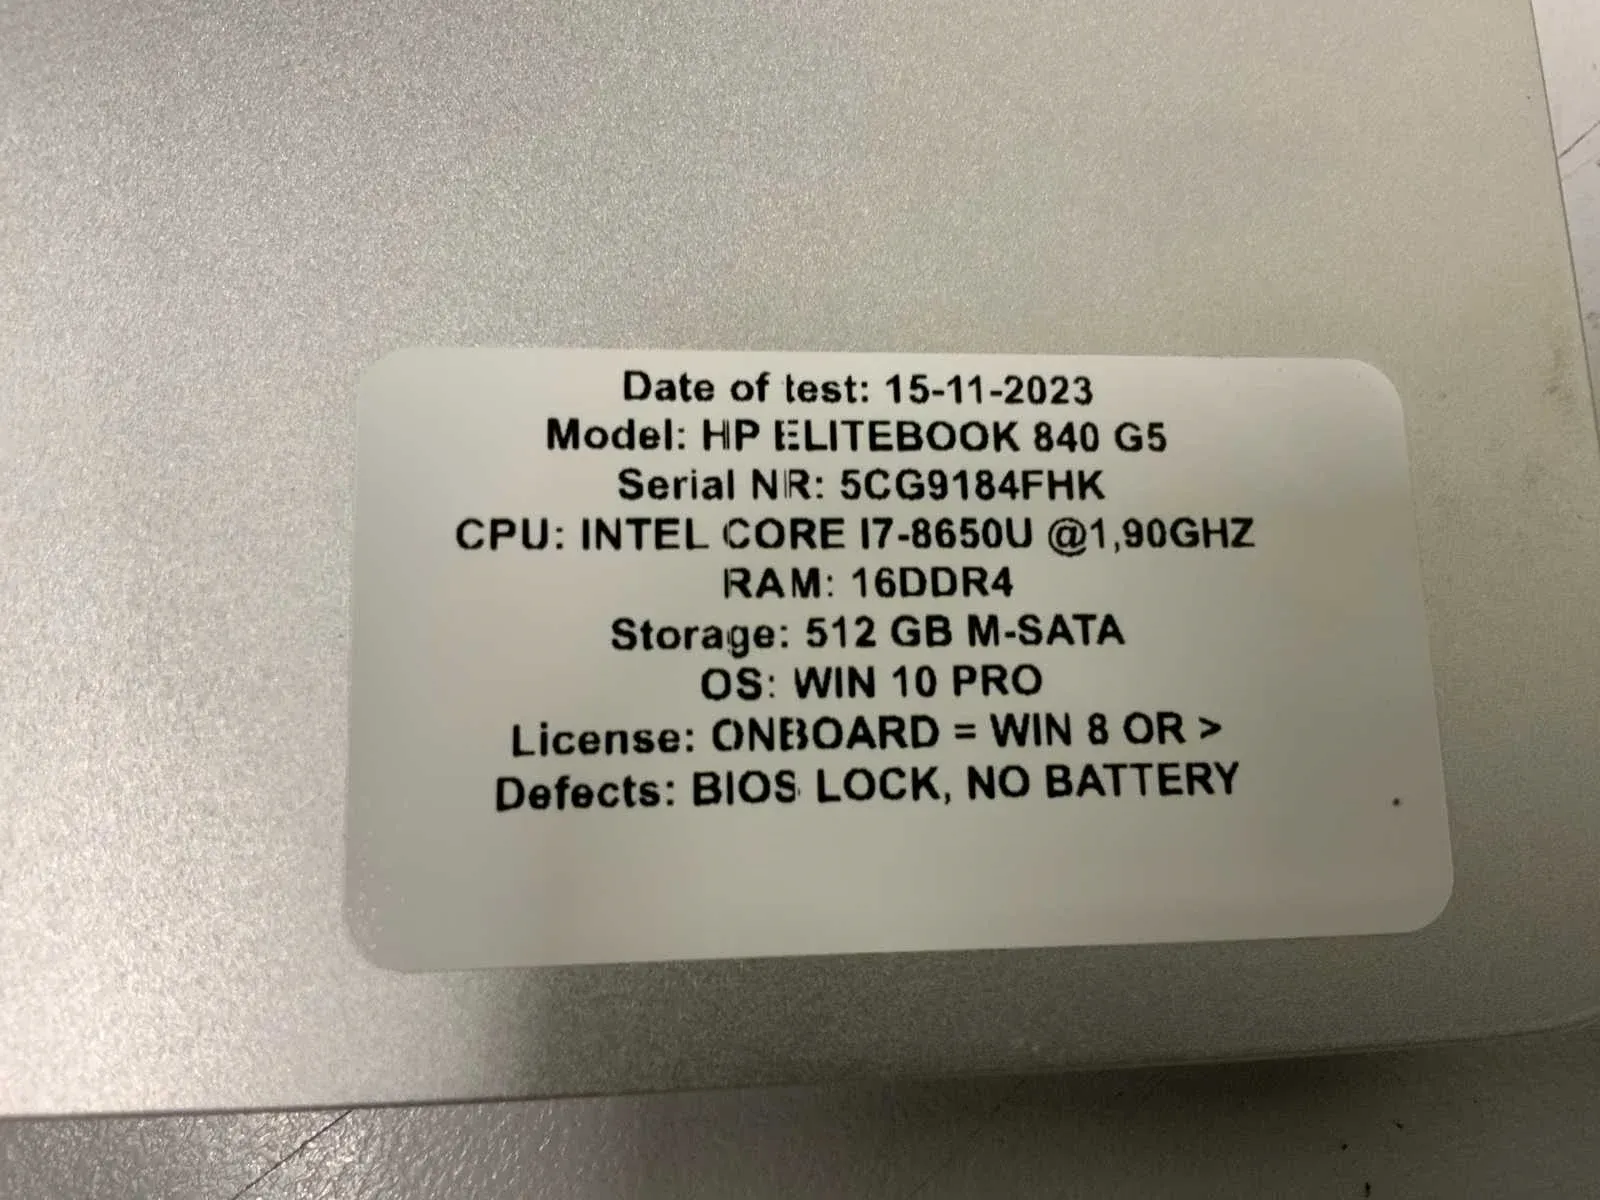 Date of test: 15-11-2023
Model: HP ELITEBOOK 840 G5
Serial NR: 5CG9184FHK
CPU: INTEL CORE I7-8650U @1,90GHZ
RAM: 16DDR4
Storage: 512 GB M-SATA
OS: WIN 10 PRO
License: ONBOARD = WIN 8 OR >
Defects: BIOS LOCK, NO BATTERY